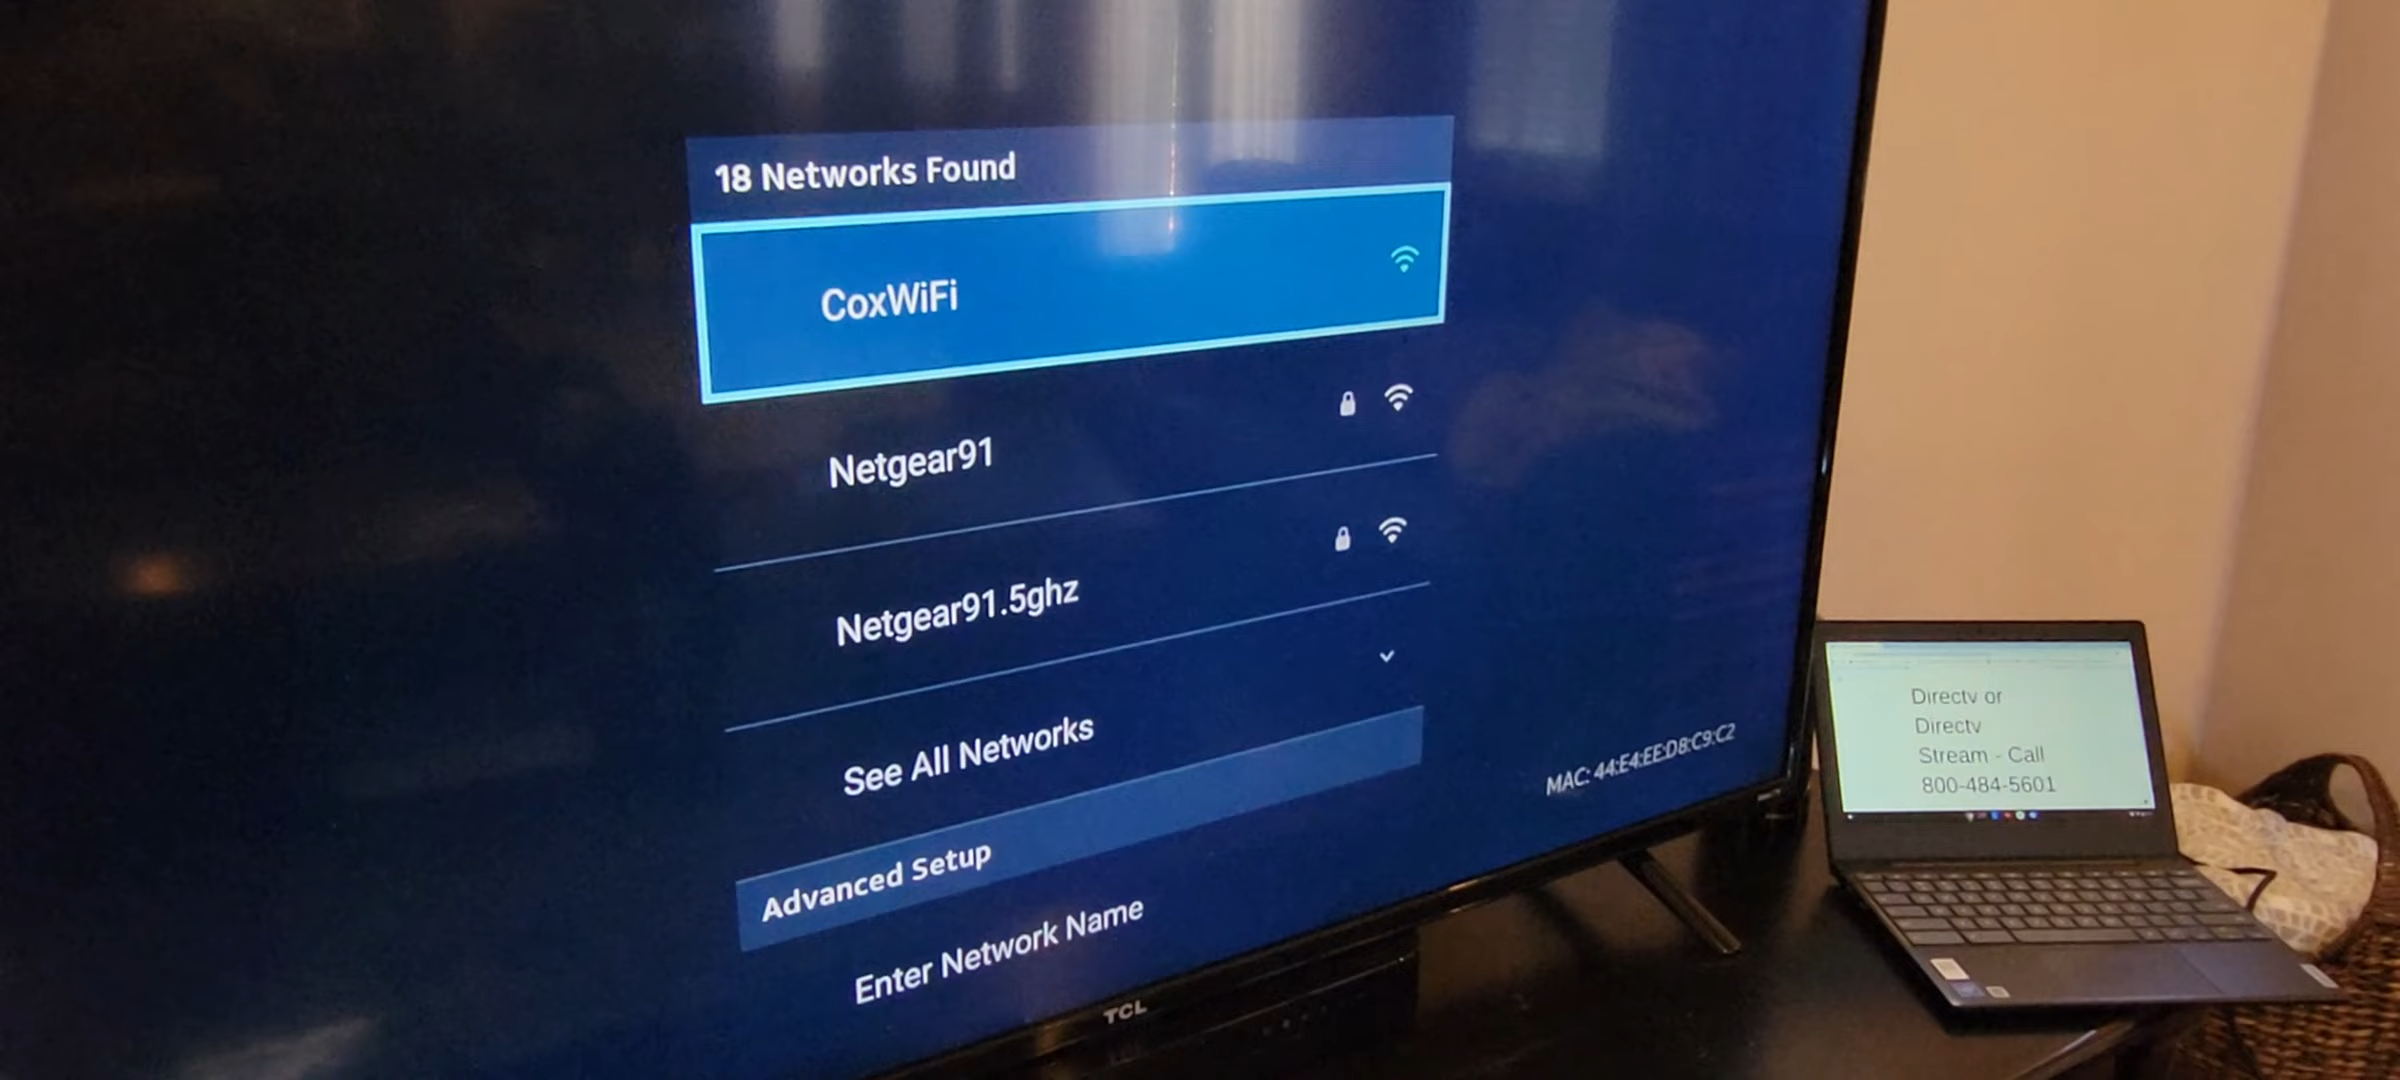 18 Networks Found
CoxWiFi
Netgear91
Netgear91.5ghz
See All Networks
Advanced Setup
Enter Network Name
MAC: 44:E4:EE:D8:C9:C2
TCL
Directv or
Directv
Stream - Call
800-484-5601